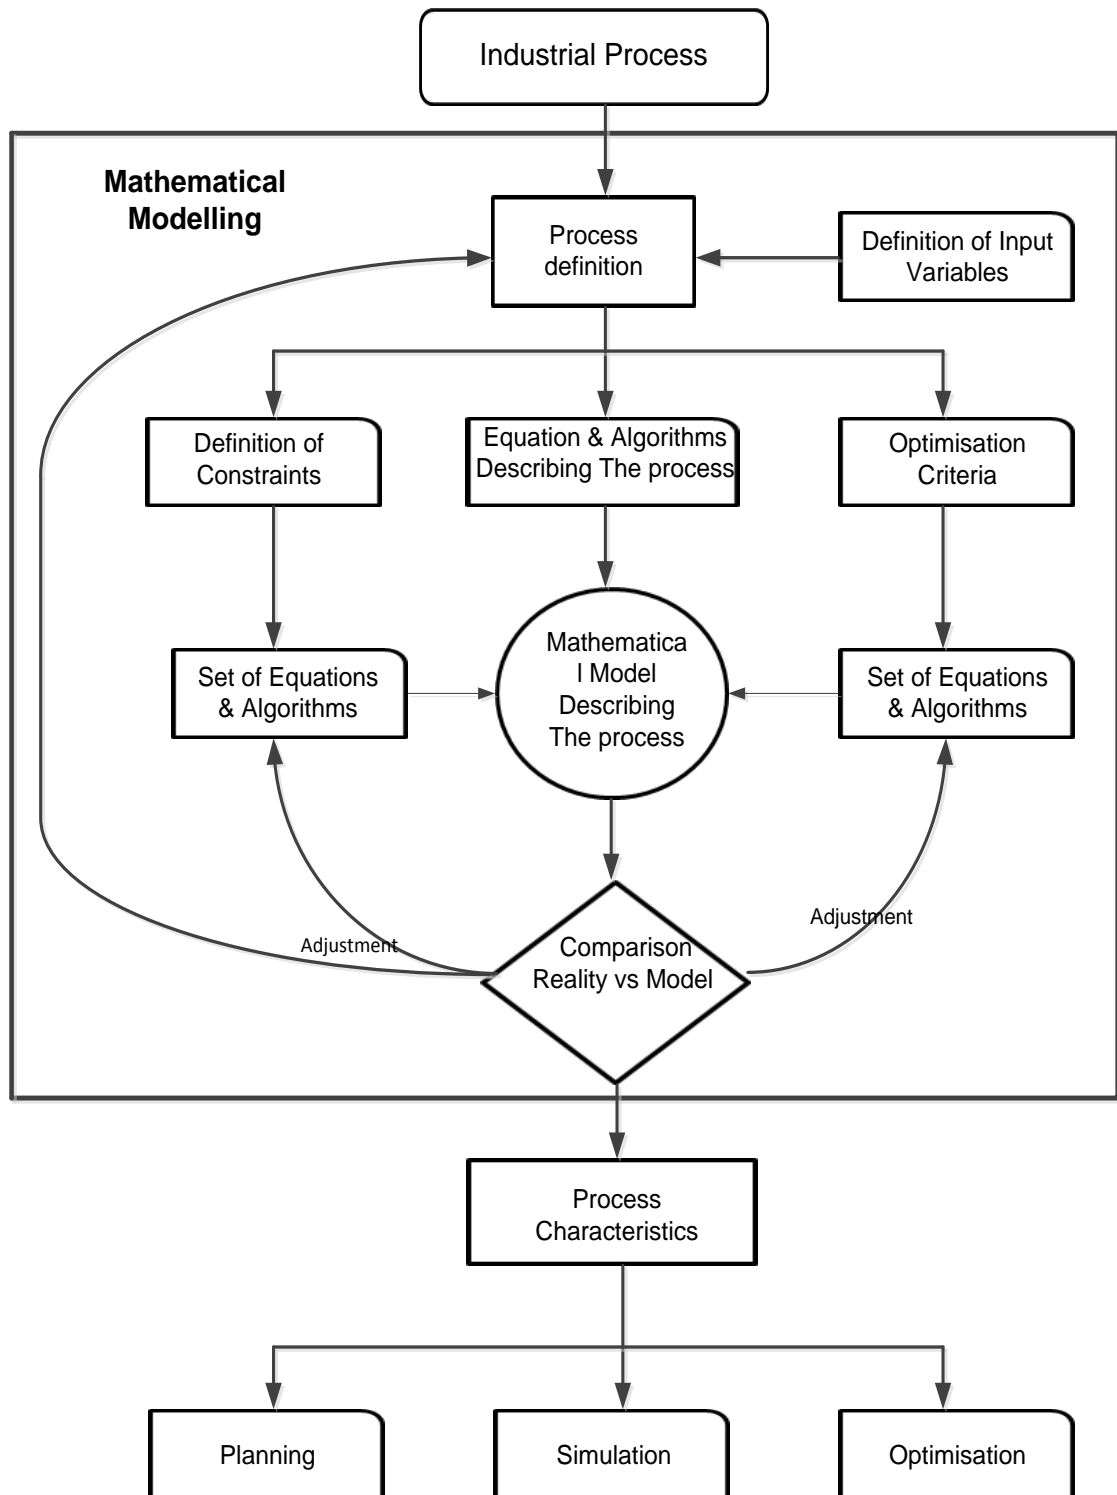 Industrial Process
Mathematical
Modelling
Process
definition
Definition of Input
Variables
Definition of
Constraints
Equation & Algorithms
Describing The process
Optimisation
Criteria
Set of Equations
& Algorithms
Mathematica
l Model
Describing
The process
Set of Equations
& Algorithms
Adjustment
Comparison
Reality vs Model
Adjustment
Process
Characteristics
Planning
Simulation
Optimisation